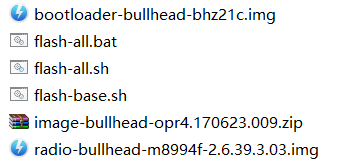 bootloader-bullhead-bhz21c.img
flash-all.bat
flash-all.sh
flash-base.sh
image-bullhead-opr4.170623.009.zip
radio-bullhead-m8994f-2.6.39.3.03.img